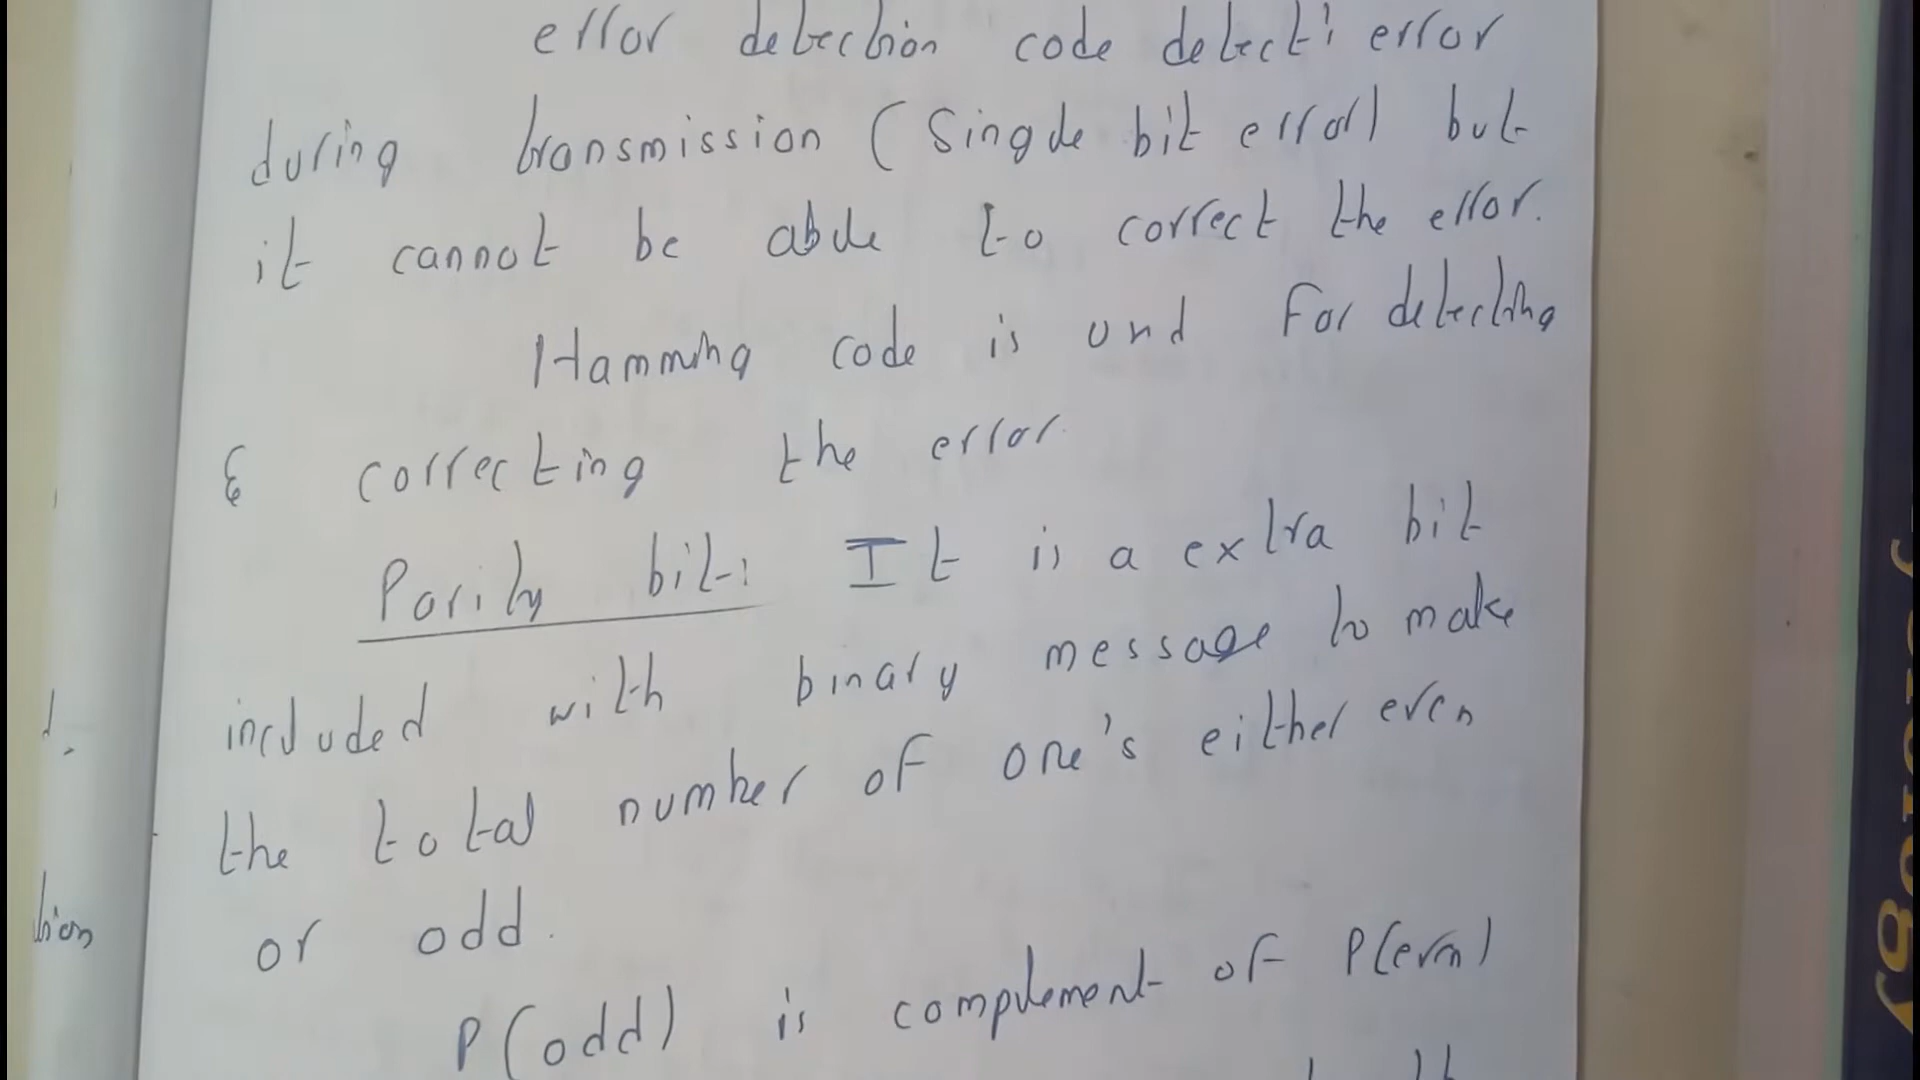 error detection code detect's error
during transmission (Single bit error) but
it cannot be able to correct the error.
Hamming code is used for detecting
& correcting the error.
Parity bit: It is a extra bit
included with binary message to make
the total number of one's either even
or odd.
P(odd) is complement of P(even)